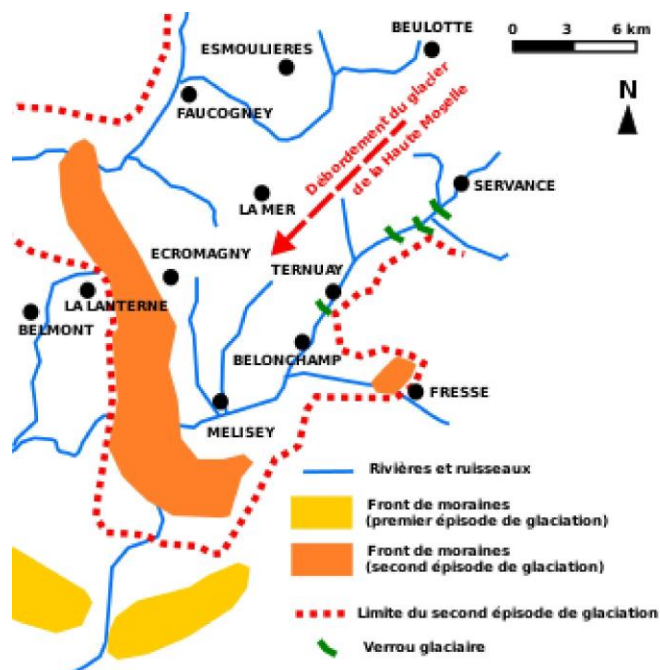 BEULOTTE
0 3 6 km
ESMOULIERES
N
FAUCOGNEY
Débordement du glacier
de la Haute Moselle
SERVANCE
LA MER
ECROMAGNY
TERNUAY
LA LANTERNE
BELMONT
BELONCHAMP
FRESSE
MELISEY
Rivières et ruisseaux
Front de moraines
(premier épisode de glaciation)
Front de moraines
(second épisode de glaciation)
Limite du second épisode de glaciation
Verrou glaciaire